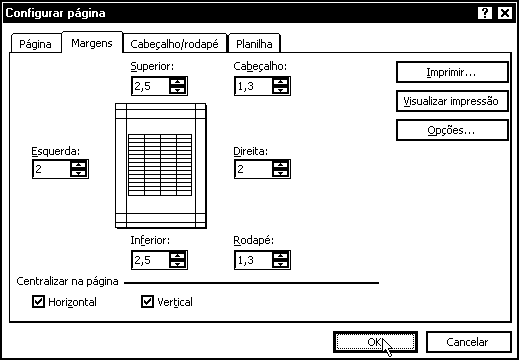 Configurar página
Página Margens Cabeçalho/rodapé Planilha
Superior: Cabeçalho:
2,5 1,3
Imprimir...
Visualizar impressão
Opções...
Esquerda: Direita:
2 2
Inferior: Rodapé:
2,5 1,3
Centralizar na página
Horizontal Vertical
OK Cancelar